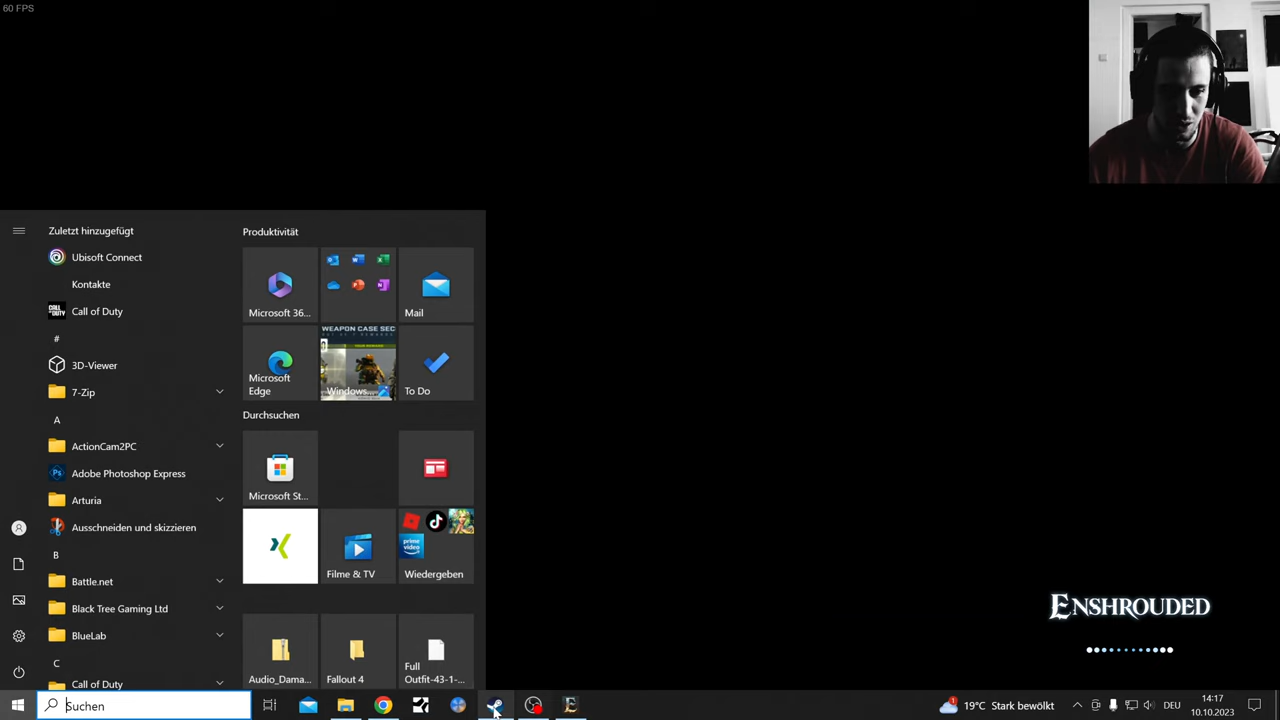 60 FPS
Zuletzt hinzugefügt
Ubisoft Connect
Kontakte
Call of Duty
#
3D-Viewer
7-Zip
A
ActionCam2PC
Adobe Photoshop Express
Arturia
Ausschneiden und skizzieren
B
Battle.net
Black Tree Gaming Ltd
BlueLab
C
Call of Duty
Produktivität
Microsoft 36...
Mail
Microsoft Edge
WEAPON CASE SEC
Windows...
To Do
Durchsuchen
Microsoft St...
Filme & TV
prime video
Wiedergeben
Audio_Dama...
Fallout 4
Full Outfit-43-1-...
ENSHROUDED
Suchen
1
19°C Stark bewölkt
DEU
14:17
10.10.2023